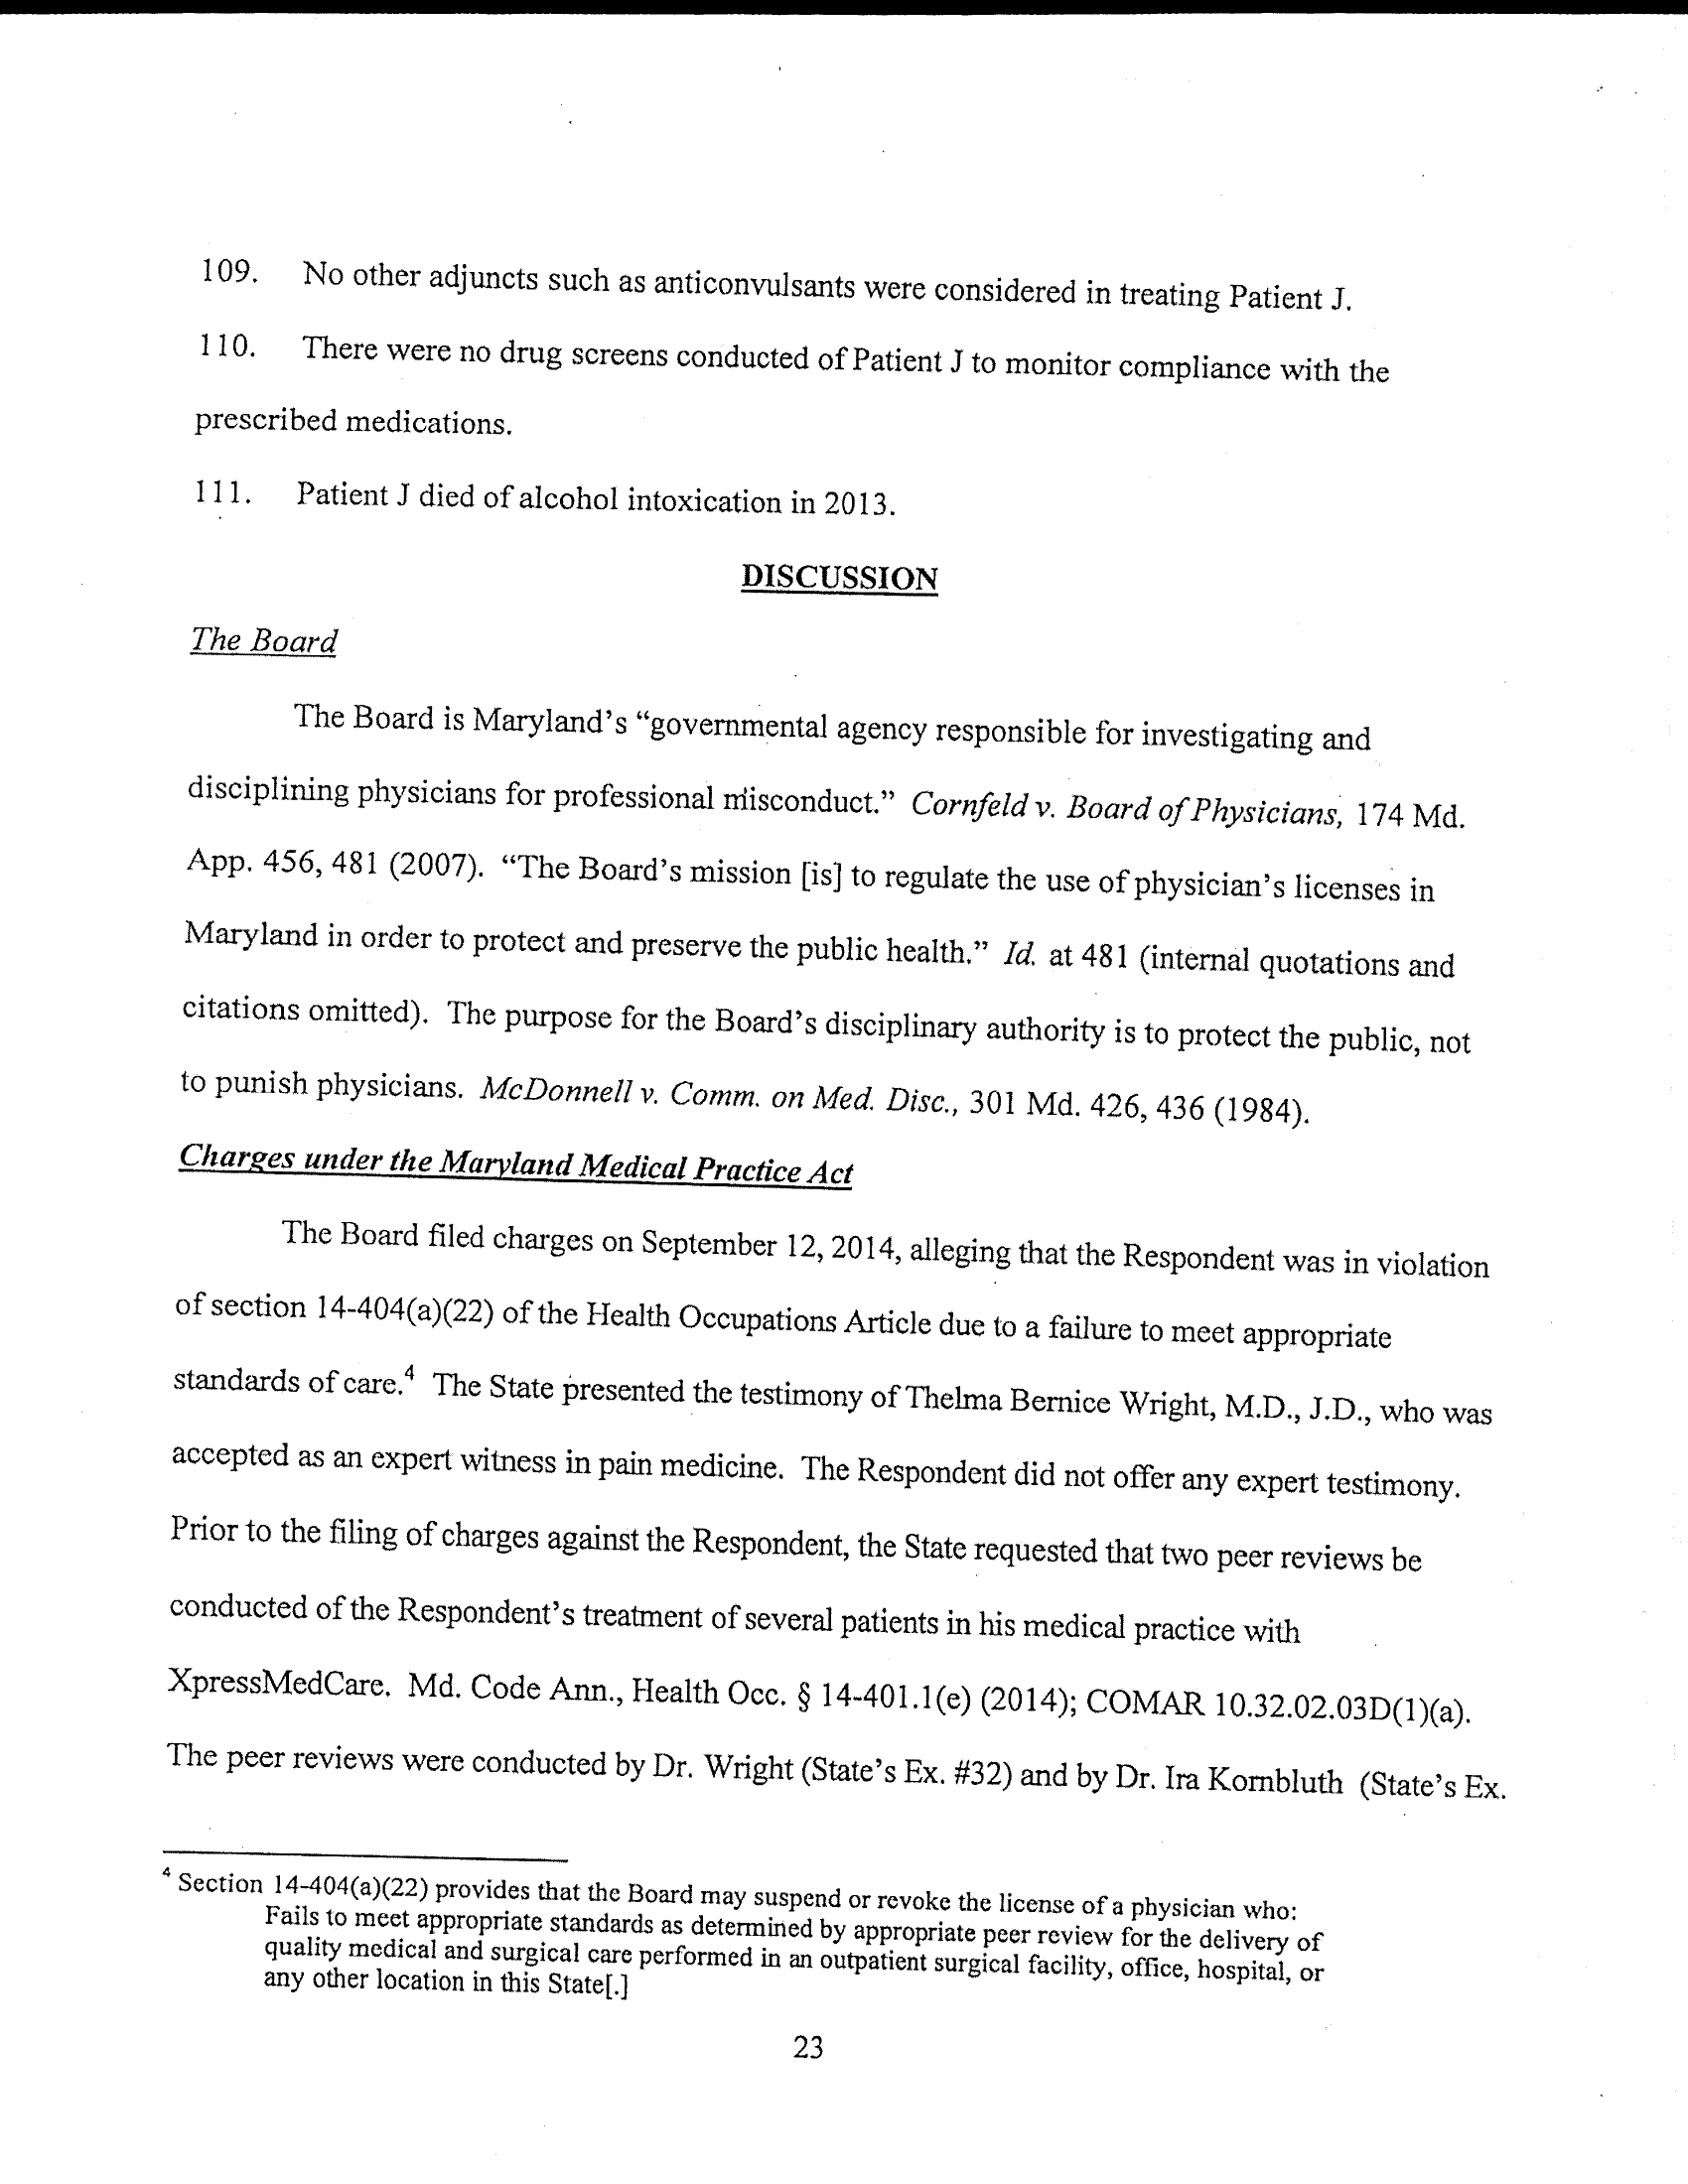 109. No other adjuncts such as anticonvulsants were considered in treating Patient J.
110. There were no drug screens conducted of Patient J to monitor compliance with the
prescribed medications.
111. Patient J died of alcohol intoxication in 2013.
DISCUSSION
The Board
The Board is Maryland's “governmental agency responsible for investigating and
disciplining physicians for professional misconduct.” Cornfeld v. Board of Physicians, 174 Md.
App. 456, 481 (2007). “The Board's mission [is] to regulate the use of physician's licenses in
Maryland in order to protect and preserve the public health.” Id. at 481 (internal quotations and
citations omitted). The purpose for the Board's disciplinary authority is to protect the public, not
to punish physicians. McDonnell v. Comm. on Med. Disc., 301 Md. 426, 436 (1984).
Charges under the Maryland Medical Practice Act
The Board filed charges on September 12, 2014, alleging that the Respondent was in violation
of section 14-404(a)(22) of the Health Occupations Article due to a failure to meet appropriate
standards of care.4 The State presented the testimony of Thelma Bernice Wright, M.D., J.D., who was
accepted as an expert witness in pain medicine. The Respondent did not offer any expert testimony.
Prior to the filing of charges against the Respondent, the State requested that two peer reviews be
conducted of the Respondent's treatment of several patients in his medical practice with
XpressMedCare. Md. Code Ann., Health Occ. § 14-401.1(e) (2014); COMAR 10.32.02.03D(1)(a).
The peer reviews were conducted by Dr. Wright (State's Ex. #32) and by Dr. Ira Kornbluth (State's Ex.
4 Section 14-404(a)(22) provides that the Board may suspend or revoke the license of a physician who:
Fails to meet appropriate standards as determined by appropriate peer review for the delivery of
quality medical and surgical care performed in an outpatient surgical facility, office, hospital, or
any other location in this State[.]
23